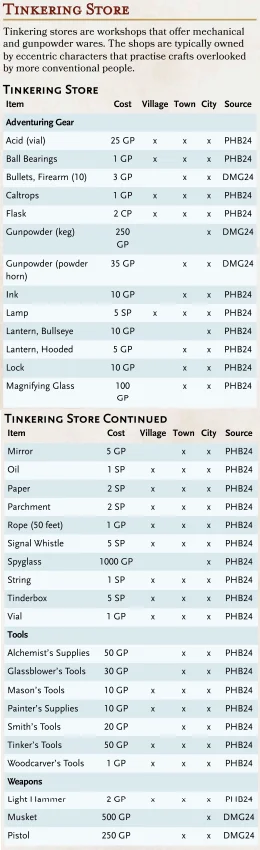 Tinkering Store
Tinkering stores are workshops that offer mechanical
and gunpowder wares. The shops are typically owned
by eccentric characters that practise crafts overlooked
by more conventional people.
Tinkering Store
Item Cost Village Town City Source
Adventuring Gear
Acid (vial) 25 GP x x x PHB24
Ball Bearings 1 GP x x x PHB24
Bullets, Firearm (10) 3 GP x x DMG24
Caltrops 1 GP x x x PHB24
Flask 2 CP x x x PHB24
Gunpowder (keg) 250 x DMG24
GP
Gunpowder (powder 35 GP x x DMG24
horn)
Ink 10 GP x x PHB24
Lamp 5 SP x x x PHB24
Lantern, Bullseye 10 GP x PHB24
Lantern, Hooded 5 GP x x PHB24
Lock 10 GP x x PHB24
Magnifying Glass 100 x x PHB24
GP
Tinkering Store Continued
Item Cost Village Town City Source
Mirror 5 GP x x PHB24
Oil 1 SP x x x PHB24
Paper 2 SP x x x PHB24
Parchment 2 SP x x x PHB24
Rope (50 feet) 1 GP x x x PHB24
Signal Whistle 5 SP x x x PHB24
Spyglass 1000 GP x PHB24
String 1 SP x x x PHB24
Tinderbox 5 SP x x x PHB24
Vial 1 GP x x x PHB24
Tools
Alchemist's Supplies 50 GP x x PHB24
Glassblower's Tools 30 GP x x PHB24
Mason's Tools 10 GP x x x PHB24
Painter's Supplies 10 GP x x x PHB24
Smith's Tools 20 GP x x PHB24
Tinker's Tools 50 GP x x x PHB24
Woodcarver's Tools 1 GP x x x PHB24
Weapons
Light Hammer 2 GP x x x PHB24
Musket 500 GP x DMG24
Pistol 250 GP x x DMG24